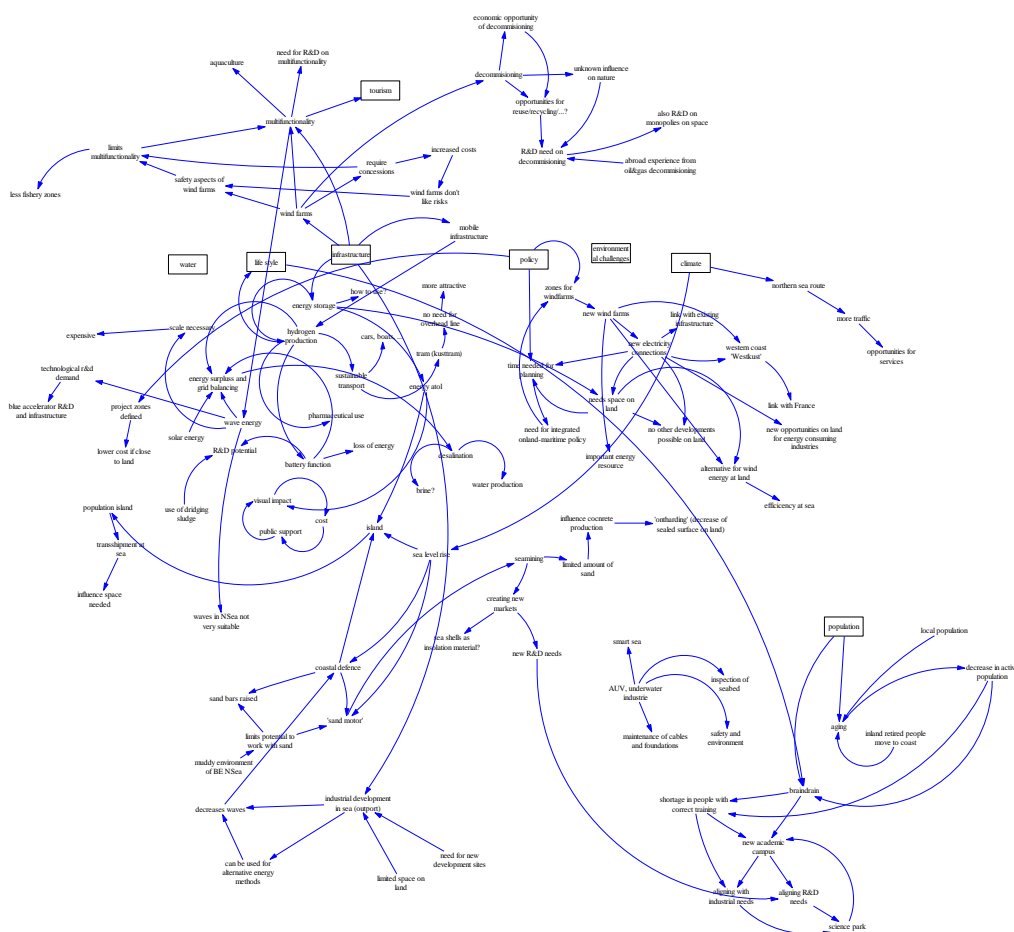 economic opportunity
of decommisioning
need for R&D on
multifunctionality
aquaculture
decommisioning
unknown influence
on nature
tourism
opportunities for
reuse/recycling/...?
also R&D on
monopolies on space
multifunctionality
limits
multifunctionality
increased costs
R&D need on
decommisioning
abroad experience from
oil&gas decommisioning
require
concessions
less fishery zones
safety aspects of
wind farms
wind farms don't
like risks
wind farms
mobile
infrastructure
infrastructure
environment
al challenges
water
life style
policy
climate
northern sea route
more attractive
how to use?
zones for
windfarms
energy storage
no need for
overhead line
new wind farms
link with existing
infrastructure
more traffic
expensive
scale necessary
hydrogen
production
cars, boats, ...
new electricity
connections
western coast
'Westkust'
opportunities for
services
tram (kusttram)
time needed for
planning
technological r&d
demand
energy surpluss and
grid balancing
sustainable
transport
energy atol
blue accelerator R&D
and infrastructure
project zones
defined
pharmaceutical use
needs space on
land
link with France
wave energy
need for integrated
onland-maritime policy
no other developments
possible on land
new opportunities on land
for energy consuming
industries
solar energy
lower cost if close
to land
R&D potential
loss of energy
desalination
battery function
important energy
resource
alternative for wind
energy at land
brine?
water production
efficicency at sea
use of dridging
sludge
visual impact
population island
cost
public support
island
influence cocnrete
production
'ontharding' (decrease of
sealed surface on land)
transshipment at
sea
sea level rise
seamining
limited amount of
sand
influence space
needed
creating new
markets
waves in NSea not
very suitable
population
local population
sea shells as
insolation material?
new R&D needs
smart sea
coastal defence
decrease in activ
population
inspection of
seabed
AUV, underwater
industrie
sand bars raised
'sand motor'
aging
limits potential to
work with sand
maintenance of cables
and foundations
safety and
environment
inland retired people
move to coast
muddy environment
of BE NSea
braindrain
industrial development
in sea (outport)
decreases waves
shortage in people with
correct training
new academic
campus
can be used for
alternative energy
methods
need for new
development sites
limited space on
land
aligning with
industrial needs
aligning R&D
needs
science park